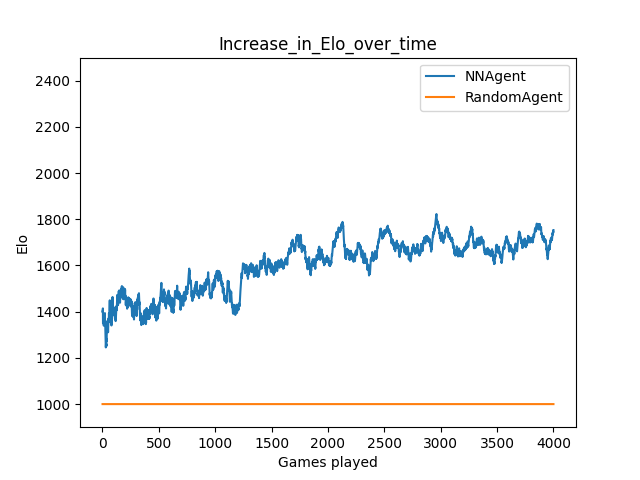 Increase_in_Elo_over_time
NNAgent
RandomAgent
2400
2200
2000
1800
1600
1400
1200
1000
Elo
0 500 1000 1500 2000 2500 3000 3500 4000
Games played